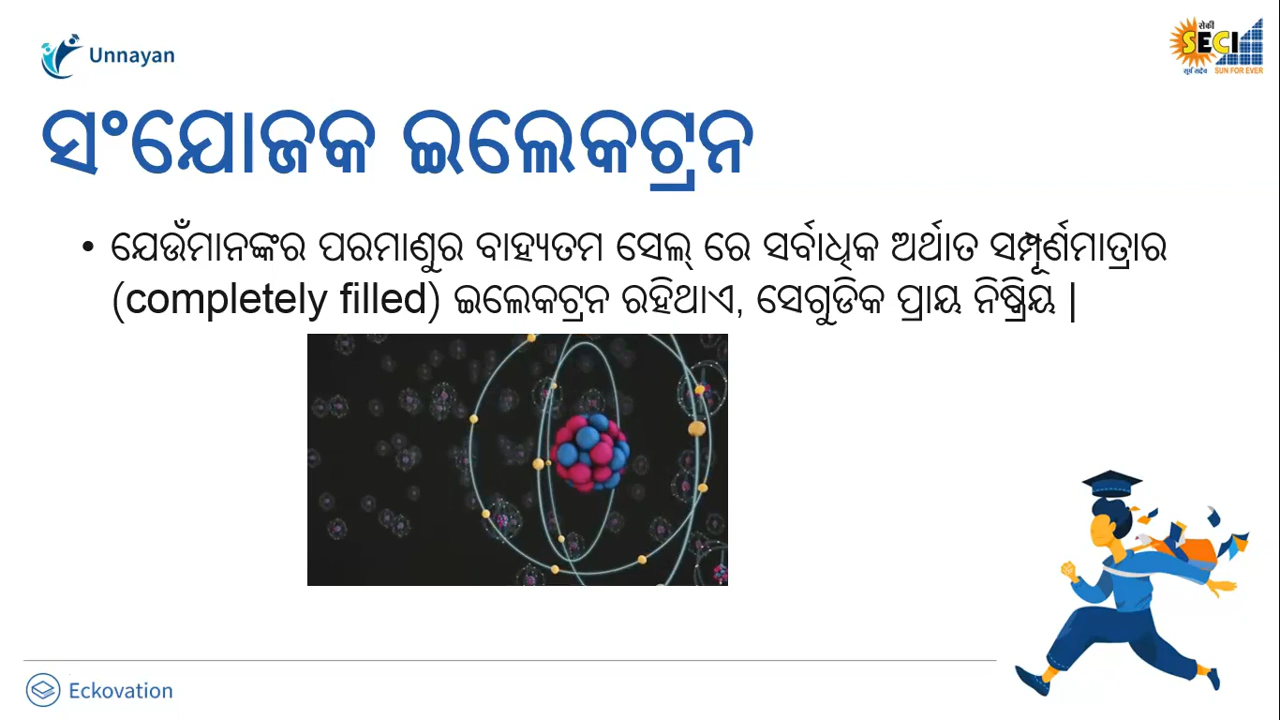 Unnayan
सेकी
SECI
सूर्य सदैव SUN FOR EVER
ସଂଯୋଜକ ଇଲେକଟ୍ରନ
• ଯେଉଁମାନଙ୍କର ପରମାଣୁର ବାହ୍ୟତମ ସେଲ୍ ରେ ସର୍ବାଧିକ ଅର୍ଥାତ ସମ୍ପୂର୍ଣମାତ୍ରାର
(completely filled) ଇଲେକଟ୍ରନ ରହିଥାଏ, ସେଗୁଡିକ ପ୍ରାୟ ନିଷ୍କ୍ରିୟ |
Eckovation